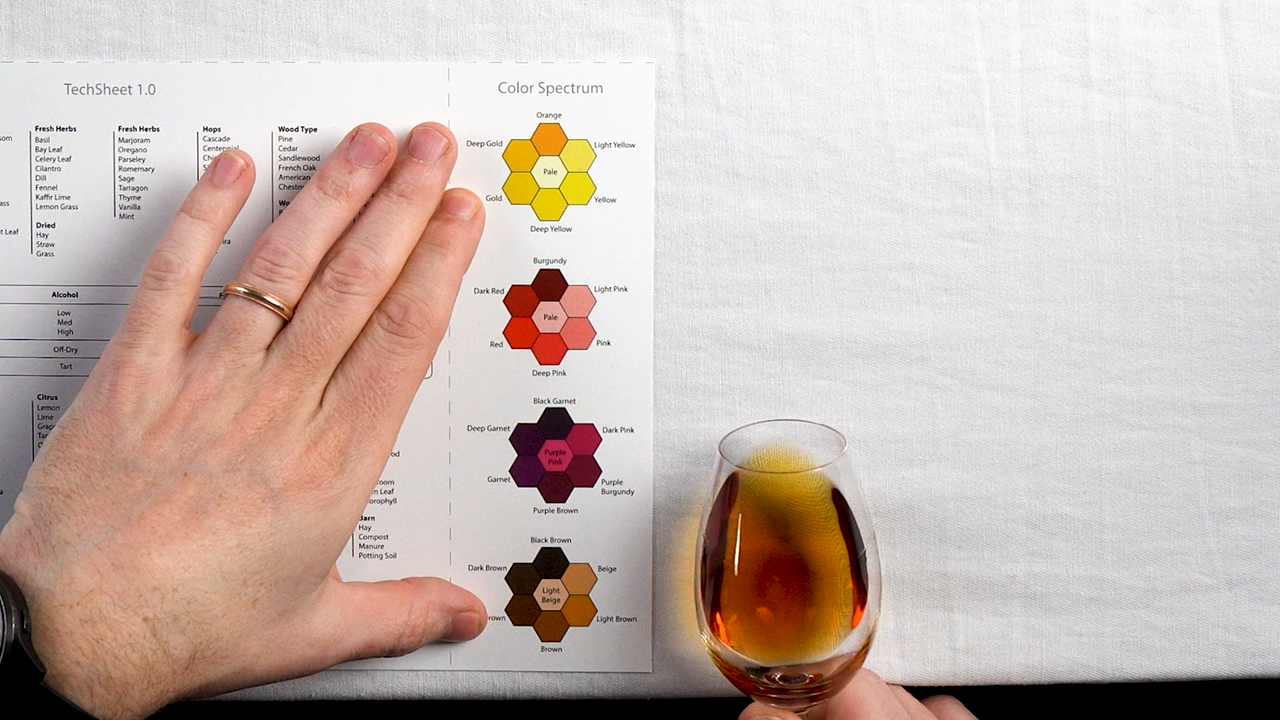 TechSheet 1.0
Fresh Herbs
Basil
Bay Leaf
Celery Leaf
Cilantro
Dill
Fennel
Kaffir Lime
Lemon Grass
Dried
Hay
Straw
Grass
Fresh Herbs
Marjoram
Oregano
Parseley
Romemary
Sage
Tarragon
Thyme
Vanilla
Mint
Hops
Cascade
Centennial
Wood Type
Pine
Cedar
Sandlewood
French Oak
American
Leaf
Alcohol
Low
Med
High
Off-Dry
Tart
Citrus
Lemon
Lime
Leaf
Barn
Hay
Compost
Manure
Potting Soil
Color Spectrum
Orange
Deep Gold
Light Yellow
Pale
Gold
Yellow
Deep Yellow
Burgundy
Dark Red
Light Pink
Pale
Red
Pink
Deep Pink
Black Garnet
Deep Garnet
Dark Pink
Purple
Pink
Garnet
Purple
Burgundy
Purple Brown
Black Brown
Dark Brown
Beige
Light
Beige
Light Brown
Brown